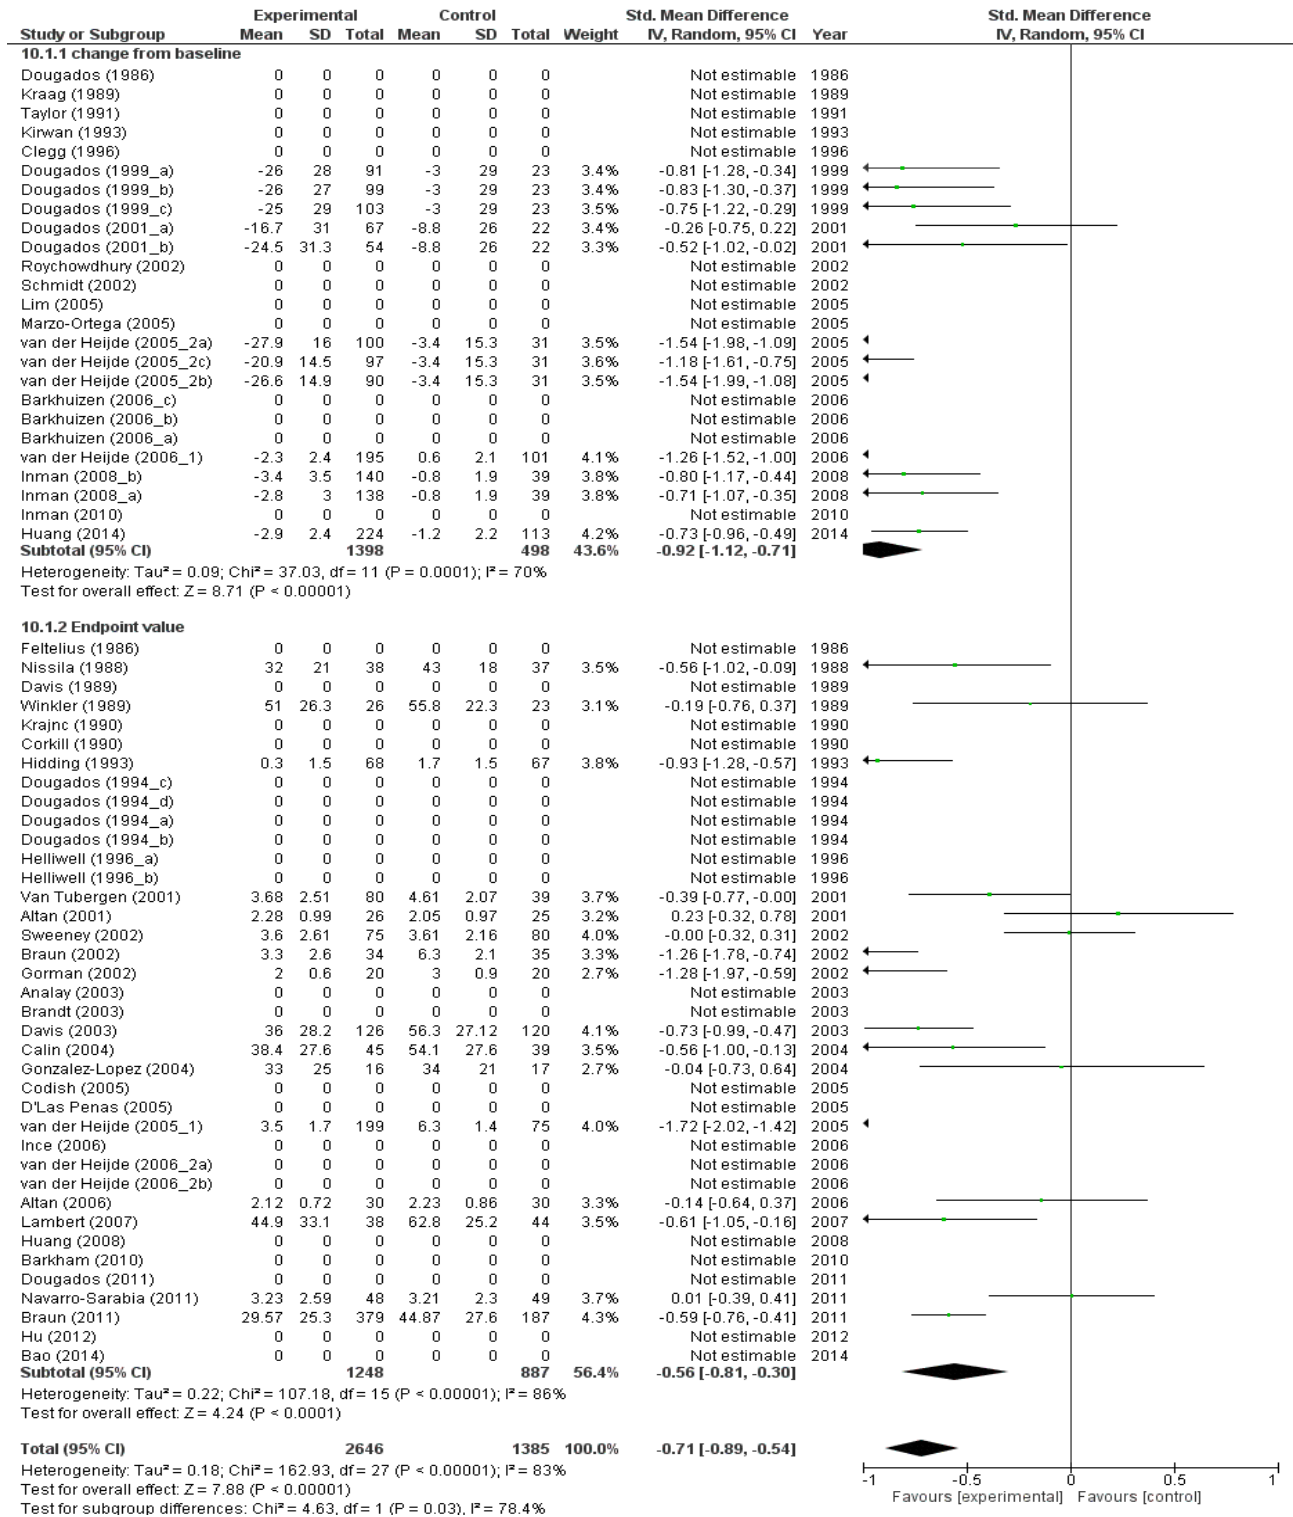 Experimental Control Std. Mean Difference Std. Mean Difference
Study or Subgroup Mean SD Total Mean SD Total Weight IV, Random, 95% CI Year IV, Random, 95% CI
10.1.1 change from baseline
Dougados (1986) 0 0 0 0 0 0 Not estimable 1986
Kraag (1989) 0 0 0 0 0 0 Not estimable 1989
Taylor (1991) 0 0 0 0 0 0 Not estimable 1991
Kirwan (1993) 0 0 0 0 0 0 Not estimable 1993
Clegg (1996) 0 0 0 0 0 0 Not estimable 1996
Dougados (1999_a) -26 28 91 -3 29 23 3.4% -0.81 [-1.28, -0.34] 1999
Dougados (1999_b) -26 27 99 -3 29 23 3.4% -0.83 [-1.30, -0.37] 1999
Dougados (1999_c) -25 29 103 -3 29 23 3.5% -0.75 [-1.22, -0.29] 1999
Dougados (2001_a) -16.7 31 67 -8.8 26 22 3.4% -0.26 [-0.75, 0.22] 2001
Dougados (2001_b) -24.5 31.3 54 -8.8 26 22 3.3% -0.52 [-1.02, -0.02] 2001
Roychowdhury (2002) 0 0 0 0 0 0 Not estimable 2002
Schmidt (2002) 0 0 0 0 0 0 Not estimable 2002
Lim (2005) 0 0 0 0 0 0 Not estimable 2005
Marzo-Ortega (2005) 0 0 0 0 0 0 Not estimable 2005
van der Heijde (2005_2a) -27.9 16 100 -3.4 15.3 31 3.5% -1.54 [-1.98, -1.09] 2005
van der Heijde (2005_2c) -20.9 14.5 97 -3.4 15.3 31 3.6% -1.18 [-1.61, -0.75] 2005
van der Heijde (2005_2b) -26.6 14.9 90 -3.4 15.3 31 3.5% -1.54 [-1.99, -1.08] 2005
Barkhuizen (2006_c) 0 0 0 0 0 0 Not estimable 2006
Barkhuizen (2006_b) 0 0 0 0 0 0 Not estimable 2006
Barkhuizen (2006_a) 0 0 0 0 0 0 Not estimable 2006
van der Heijde (2006_1) -2.3 2.4 195 0.6 2.1 101 4.1% -1.26 [-1.52, -1.00] 2006
Inman (2008_b) -3.4 3.5 140 -0.8 1.9 39 3.8% -0.80 [-1.17, -0.44] 2008
Inman (2008_a) -2.8 3 138 -0.8 1.9 39 3.8% -0.71 [-1.07, -0.35] 2008
Inman (2010) 0 0 0 0 0 0 Not estimable 2010
Huang (2014) -2.9 2.4 224 -1.2 2.2 113 4.2% -0.73 [-0.96, -0.49] 2014
Subtotal (95% CI) 1398 498 43.6% -0.92 [-1.12, -0.71]
Heterogeneity: Tau² = 0.09; Chi² = 37.03, df = 11 (P = 0.0001); I² = 70%
Test for overall effect: Z = 8.71 (P < 0.00001)
10.1.2 Endpoint value
Feltelius (1986) 0 0 0 0 0 0 Not estimable 1986
Nissila (1988) 32 21 38 43 18 37 3.5% -0.56 [-1.02, -0.09] 1988
Davis (1989) 0 0 0 0 0 0 Not estimable 1989
Winkler (1989) 51 26.3 26 55.8 22.3 23 3.1% -0.19 [-0.76, 0.37] 1989
Krajnc (1990) 0 0 0 0 0 0 Not estimable 1990
Corkill (1990) 0 0 0 0 0 0 Not estimable 1990
Hidding (1993) 0.3 1.5 68 1.7 1.5 67 3.8% -0.93 [-1.28, -0.57] 1993
Dougados (1994_c) 0 0 0 0 0 0 Not estimable 1994
Dougados (1994_d) 0 0 0 0 0 0 Not estimable 1994
Dougados (1994_a) 0 0 0 0 0 0 Not estimable 1994
Dougados (1994_b) 0 0 0 0 0 0 Not estimable 1994
Helliwell (1996_a) 0 0 0 0 0 0 Not estimable 1996
Helliwell (1996_b) 0 0 0 0 0 0 Not estimable 1996
Van Tubergen (2001) 3.68 2.51 80 4.61 2.07 39 3.7% -0.39 [-0.77, -0.00] 2001
Altan (2001) 2.28 0.99 26 2.05 0.97 25 3.2% 0.23 [-0.32, 0.78] 2001
Sweeney (2002) 3.6 2.61 75 3.61 2.16 80 4.0% -0.00 [-0.32, 0.31] 2002
Braun (2002) 3.3 2.6 34 6.3 2.1 35 3.3% -1.26 [-1.78, -0.74] 2002
Gorman (2002) 2 0.6 20 3 0.9 20 2.7% -1.28 [-1.97, -0.59] 2002
Analay (2003) 0 0 0 0 0 0 Not estimable 2003
Brandt (2003) 0 0 0 0 0 0 Not estimable 2003
Davis (2003) 36 28.2 126 56.3 27.12 120 4.1% -0.73 [-0.99, -0.47] 2003
Calin (2004) 38.4 27.6 45 54.1 27.6 39 3.5% -0.56 [-1.00, -0.13] 2004
Gonzalez-Lopez (2004) 33 25 16 34 21 17 2.7% -0.04 [-0.73, 0.64] 2004
Codish (2005) 0 0 0 0 0 0 Not estimable 2005
D'Las Penas (2005) 0 0 0 0 0 0 Not estimable 2005
van der Heijde (2005_1) 3.5 1.7 199 6.3 1.4 75 4.0% -1.72 [-2.02, -1.42] 2005
Ince (2006) 0 0 0 0 0 0 Not estimable 2006
van der Heijde (2006_2a) 0 0 0 0 0 0 Not estimable 2006
van der Heijde (2006_2b) 0 0 0 0 0 0 Not estimable 2006
Altan (2006) 2.12 0.72 30 2.23 0.86 30 3.3% -0.14 [-0.64, 0.37] 2006
Lambert (2007) 44.9 33.1 38 62.8 25.2 44 3.5% -0.61 [-1.05, -0.16] 2007
Huang (2008) 0 0 0 0 0 0 Not estimable 2008
Barkham (2010) 0 0 0 0 0 0 Not estimable 2010
Dougados (2011) 0 0 0 0 0 0 Not estimable 2011
Navarro-Sarabia (2011) 3.23 2.59 48 3.21 2.3 49 3.7% 0.01 [-0.39, 0.41] 2011
Braun (2011) 29.57 25.3 379 44.87 27.6 187 4.3% -0.59 [-0.76, -0.41] 2011
Hu (2012) 0 0 0 0 0 0 Not estimable 2012
Bao (2014) 0 0 0 0 0 0 Not estimable 2014
Subtotal (95% CI) 1248 887 56.4% -0.56 [-0.81, -0.30]
Heterogeneity: Tau² = 0.22; Chi² = 107.18, df = 15 (P < 0.00001); I² = 86%
Test for overall effect: Z = 4.24 (P < 0.0001)
Total (95% CI) 2646 1385 100.0% -0.71 [-0.89, -0.54]
Heterogeneity: Tau² = 0.18; Chi² = 162.93, df = 27 (P < 0.00001); I² = 83%
Test for overall effect: Z = 7.88 (P < 0.00001)
Test for subgroup differences: Chi² = 4.63, df = 1 (P = 0.03), I² = 78.4%
-1 -0.5 0 0.5 1
Favours [experimental] Favours [control]